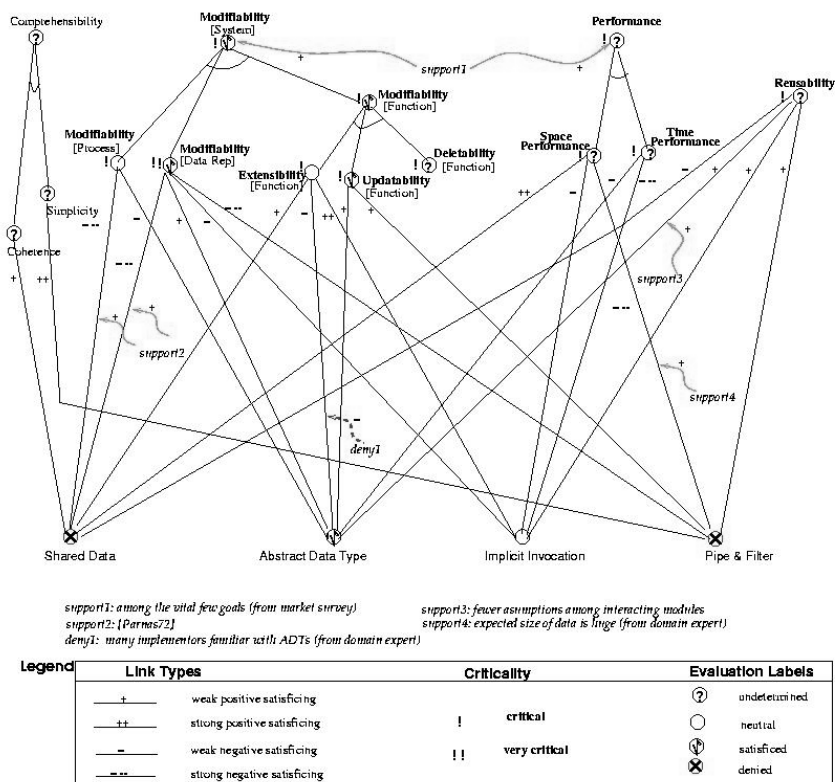 Comprehensibility
Modifiability
[System]
!
Performance
!
support1
+
+
Reusability
!
Modifiability
[Function]
!
Modifiability
[Process]
!
Modifiability
[Data Rep]
!!
Extensibility
[Function]
!
Updatability
[Function]
!
Deletability
[Function]
!
Space
Performance
!
Time
Performance
!
Simplicity
Coherence
+
++
support2
+
+
support3
+
support4
+
deny1
-
Shared Data
Abstract Data Type
Implicit Invocation
Pipe & Filter
support1: among the vital few goals (from market survey)
support2: [Parnas72]
deny1: many implementors familiar with ADTs (from domain expert)
support3: fewer assumptions among interacting modules
support4: expected size of data is huge (from domain expert)
Legend
Link Types
Criticality
Evaluation Labels
+ weak positive satisficing
++ strong positive satisficing
- weak negative satisficing
-- strong negative satisficing
! critical
!! very critical
? undetermined
neutral
satisficed
denied